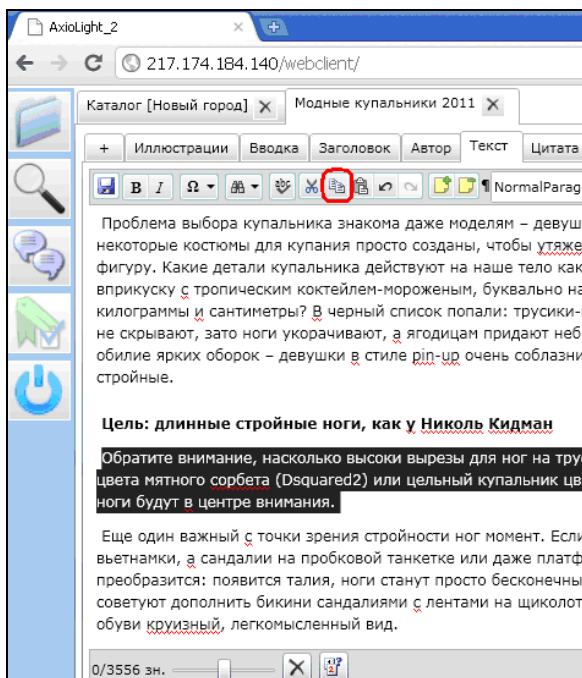 AxioLight_2
217.174.184.140/webclient/
Каталог [Новый город] Модные купальники 2011
+ Иллюстрации Вводка Заголовок Автор Текст Цитата
B I Ω NormalParag
Проблема выбора купальника знакома даже моделям – девуш
некоторые костюмы для купания просто созданы, чтобы утяже
фигуру. Какие детали купальника действуют на наше тело как
вприкуску с тропическим коктейлем-мороженым, буквально на
килограммы и сантиметры? В черный список попали: трусики-
не скрывают, зато ноги укорачивают, а ягодицам придают неб
обилие ярких оборок – девушки в стиле pin-up очень соблазни
стройные.
Цель: длинные стройные ноги, как у Николь Кидман
Обратите внимание, насколько высоки вырезы для ног на тру
цвета мятного сорбета (Dsquared2) или цельный купальник цв
ноги будут в центре внимания.
Еще один важный с точки зрения стройности ног момент. Если
вьетнамки, а сандалии на пробковой танкетке или даже платф
преобразится: появится талия, ноги станут просто бесконечны
советуют дополнить бикини сандалиями с лентами на щиколот
обуви круизный, легкомысленный вид.
0/3556 зн.